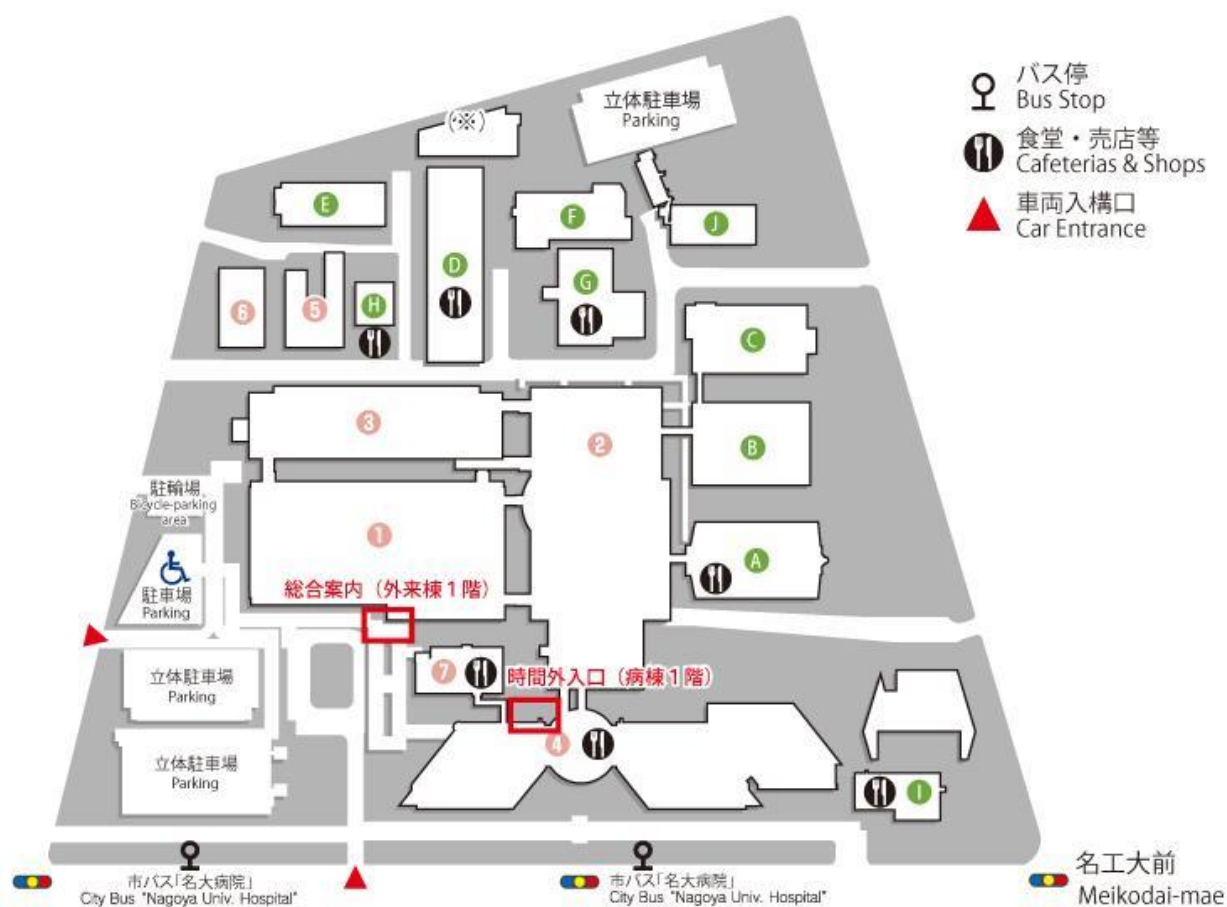 バス停
Bus Stop
食堂・売店等
Cafeterias & Shops
車両入構口
Car Entrance
立体駐車場
Parking
(※)
E
F
J
D
G
6
5
H
C
3
2
B
駐輪場
Bicycle-parking
area
1
A
駐車場
Parking
総合案内（外来棟１階）
7
時間外入口（病棟１階）
立体駐車場
Parking
4
立体駐車場
Parking
I
市バス「名大病院」
City Bus "Nagoya Univ. Hospital"
市バス「名大病院」
City Bus "Nagoya Univ. Hospital"
名工大前
Meikodai-mae